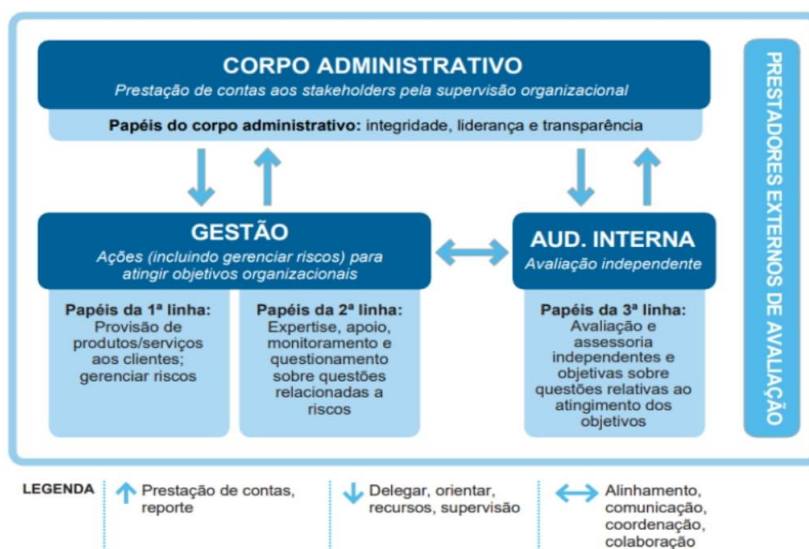 CORPO ADMINISTRATIVO
Prestação de contas aos stakeholders pela supervisão organizacional
Papéis do corpo administrativo: integridade, liderança e transparência
GESTÃO
Ações (incluindo gerenciar riscos) para
atingir objetivos organizacionais
Papéis da 1ª linha:
Provisão de
produtos/serviços
aos clientes;
gerenciar riscos
Papéis da 2ª linha:
Expertise, apoio,
monitoramento e
questionamento
sobre questões
relacionadas a
riscos
AUD. INTERNA
Avaliação independente
Papéis da 3ª linha:
Avaliação e
assessoria
independentes e
objetivas sobre
questões relativas ao
atingimento dos
objetivos
PRESTADORES EXTERNOS DE AVALIAÇÃO
LEGENDA
Prestação de contas,
reporte
Delegar, orientar,
recursos, supervisão
Alinhamento,
comunicação,
coordenação,
colaboração